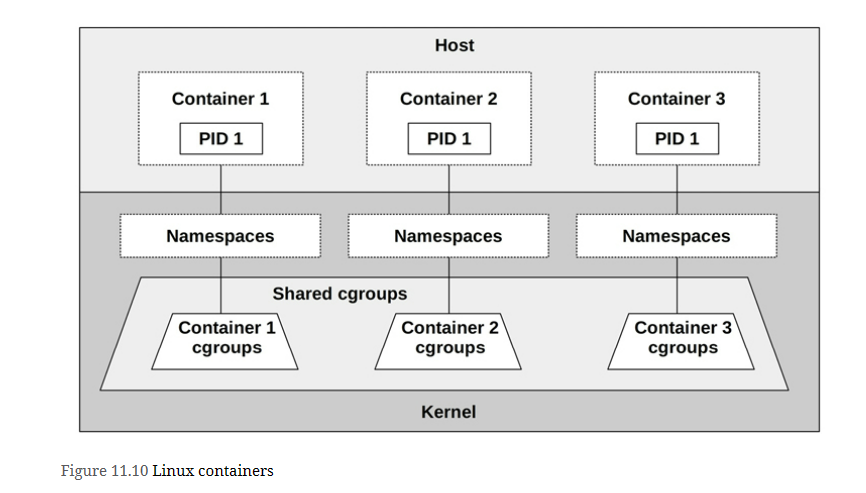 Host
Container 1
Container 2
Container 3
PID 1
PID 1
PID 1
Namespaces
Namespaces
Namespaces
Shared cgroups
Container 1
cgroups
Container 2
cgroups
Container 3
cgroups
Kernel
Figure 11.10 Linux containers